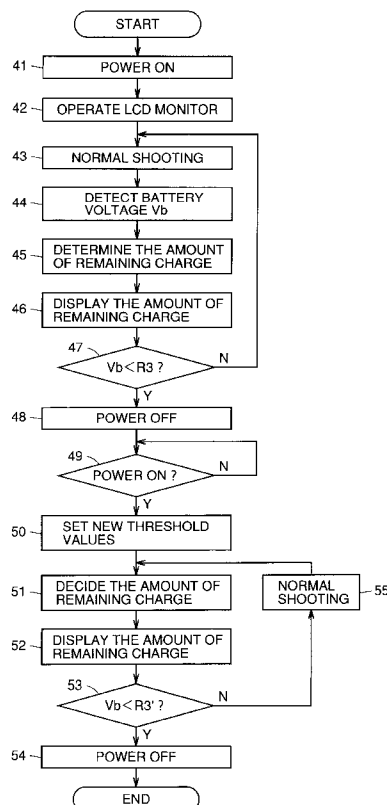 START
41
POWER ON
42
OPERATE LCD MONITOR
43
NORMAL SHOOTING
44
DETECT BATTERY
VOLTAGE Vb
45
DETERMINE THE AMOUNT
OF REMAINING CHARGE
46
DISPLAY THE AMOUNT OF
REMAINING CHARGE
47
Vb<R3 ?
N
Y
48
POWER OFF
49
POWER ON ?
N
Y
50
SET NEW THRESHOLD
VALUES
51
DECIDE THE AMOUNT OF
REMAINING CHARGE
NORMAL
SHOOTING
55
52
DISPLAY THE AMOUNT OF
REMAINING CHARGE
53
Vb<R3' ?
N
Y
54
POWER OFF
END